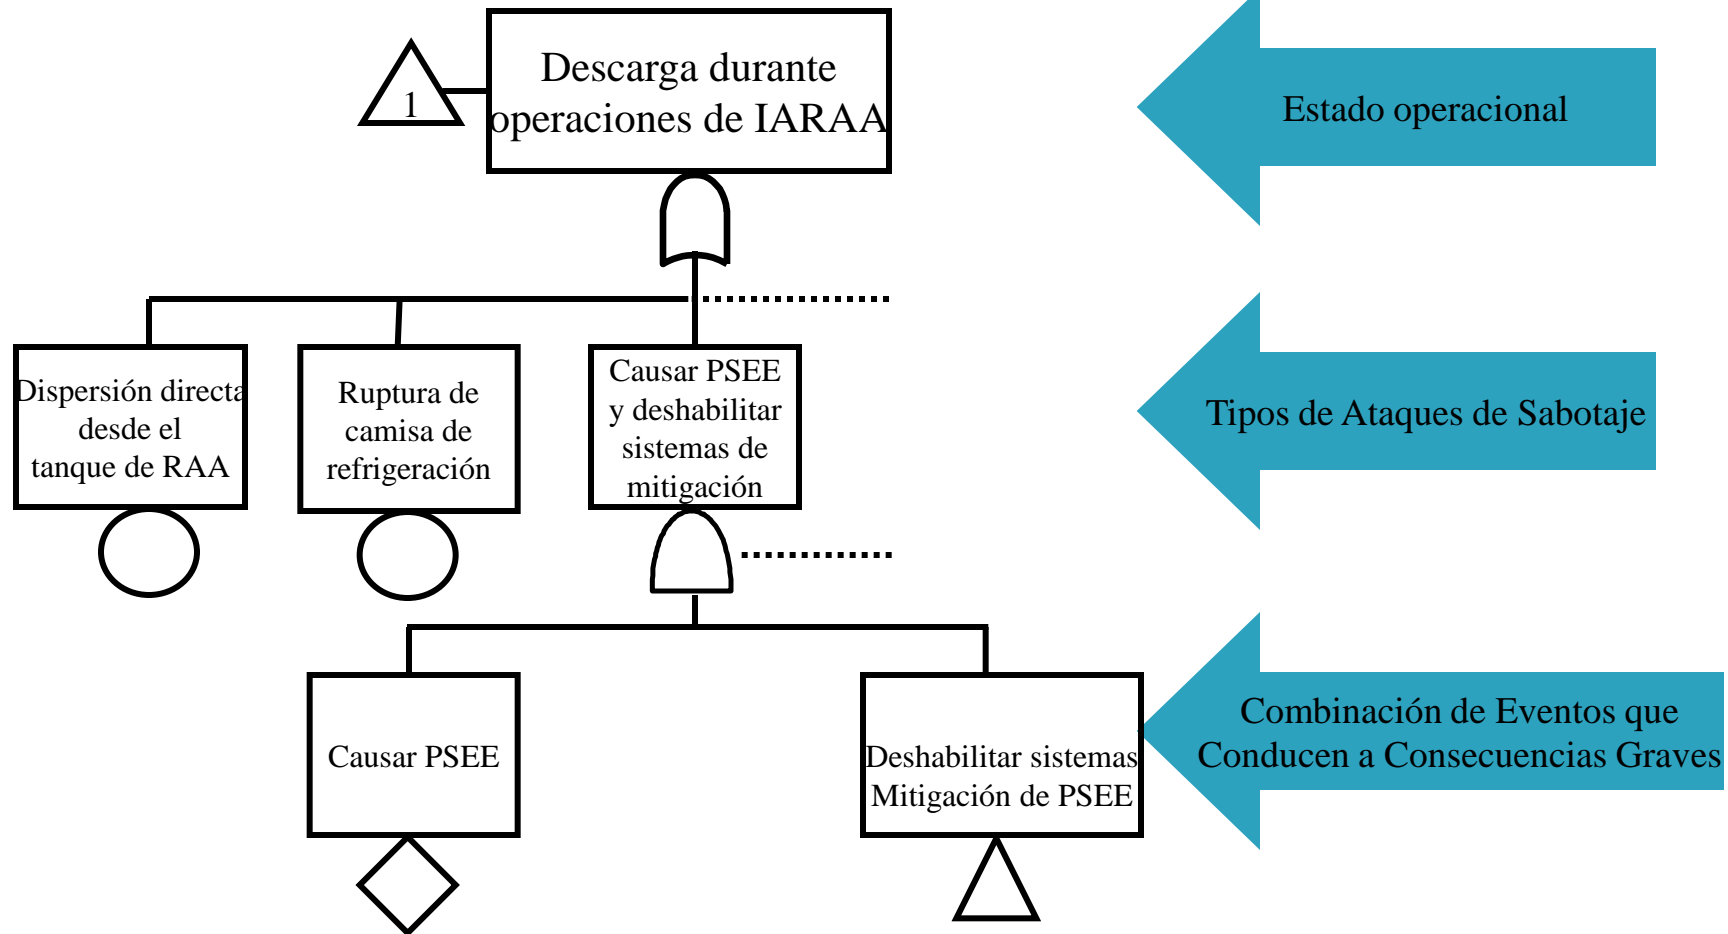 1
Descarga durante
operaciones de IARAA
Estado operacional
Dispersión directa
desde el
tanque de RAA
Ruptura de
camisa de
refrigeración
Causar PSEE
y deshabilitar
sistemas de
mitigación
Tipos de Ataques de Sabotaje
Causar PSEE
Deshabilitar sistemas
Mitigación de PSEE
Combinación de Eventos que
Conducen a Consecuencias Graves